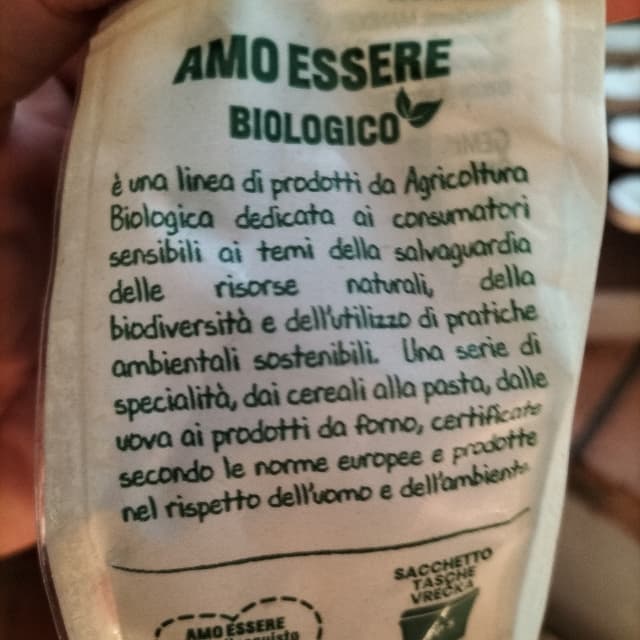 AMO ESSERE
BIOLOGICO
è una linea di prodotti da Agricoltura
Biologica dedicata ai consumatori
sensibili ai temi della salvaguardia
delle risorse naturali, della
biodiversità e dell'utilizzo di pratiche
ambientali sostenibili. Una serie di
specialità, dai cereali alla pasta, dalle
uova ai prodotti da forno, certificate
secondo le norme europee e prodotte
nel rispetto dell'uomo e dell'ambiente.
AMO ESSERE
SACCHETTO
TASCHE